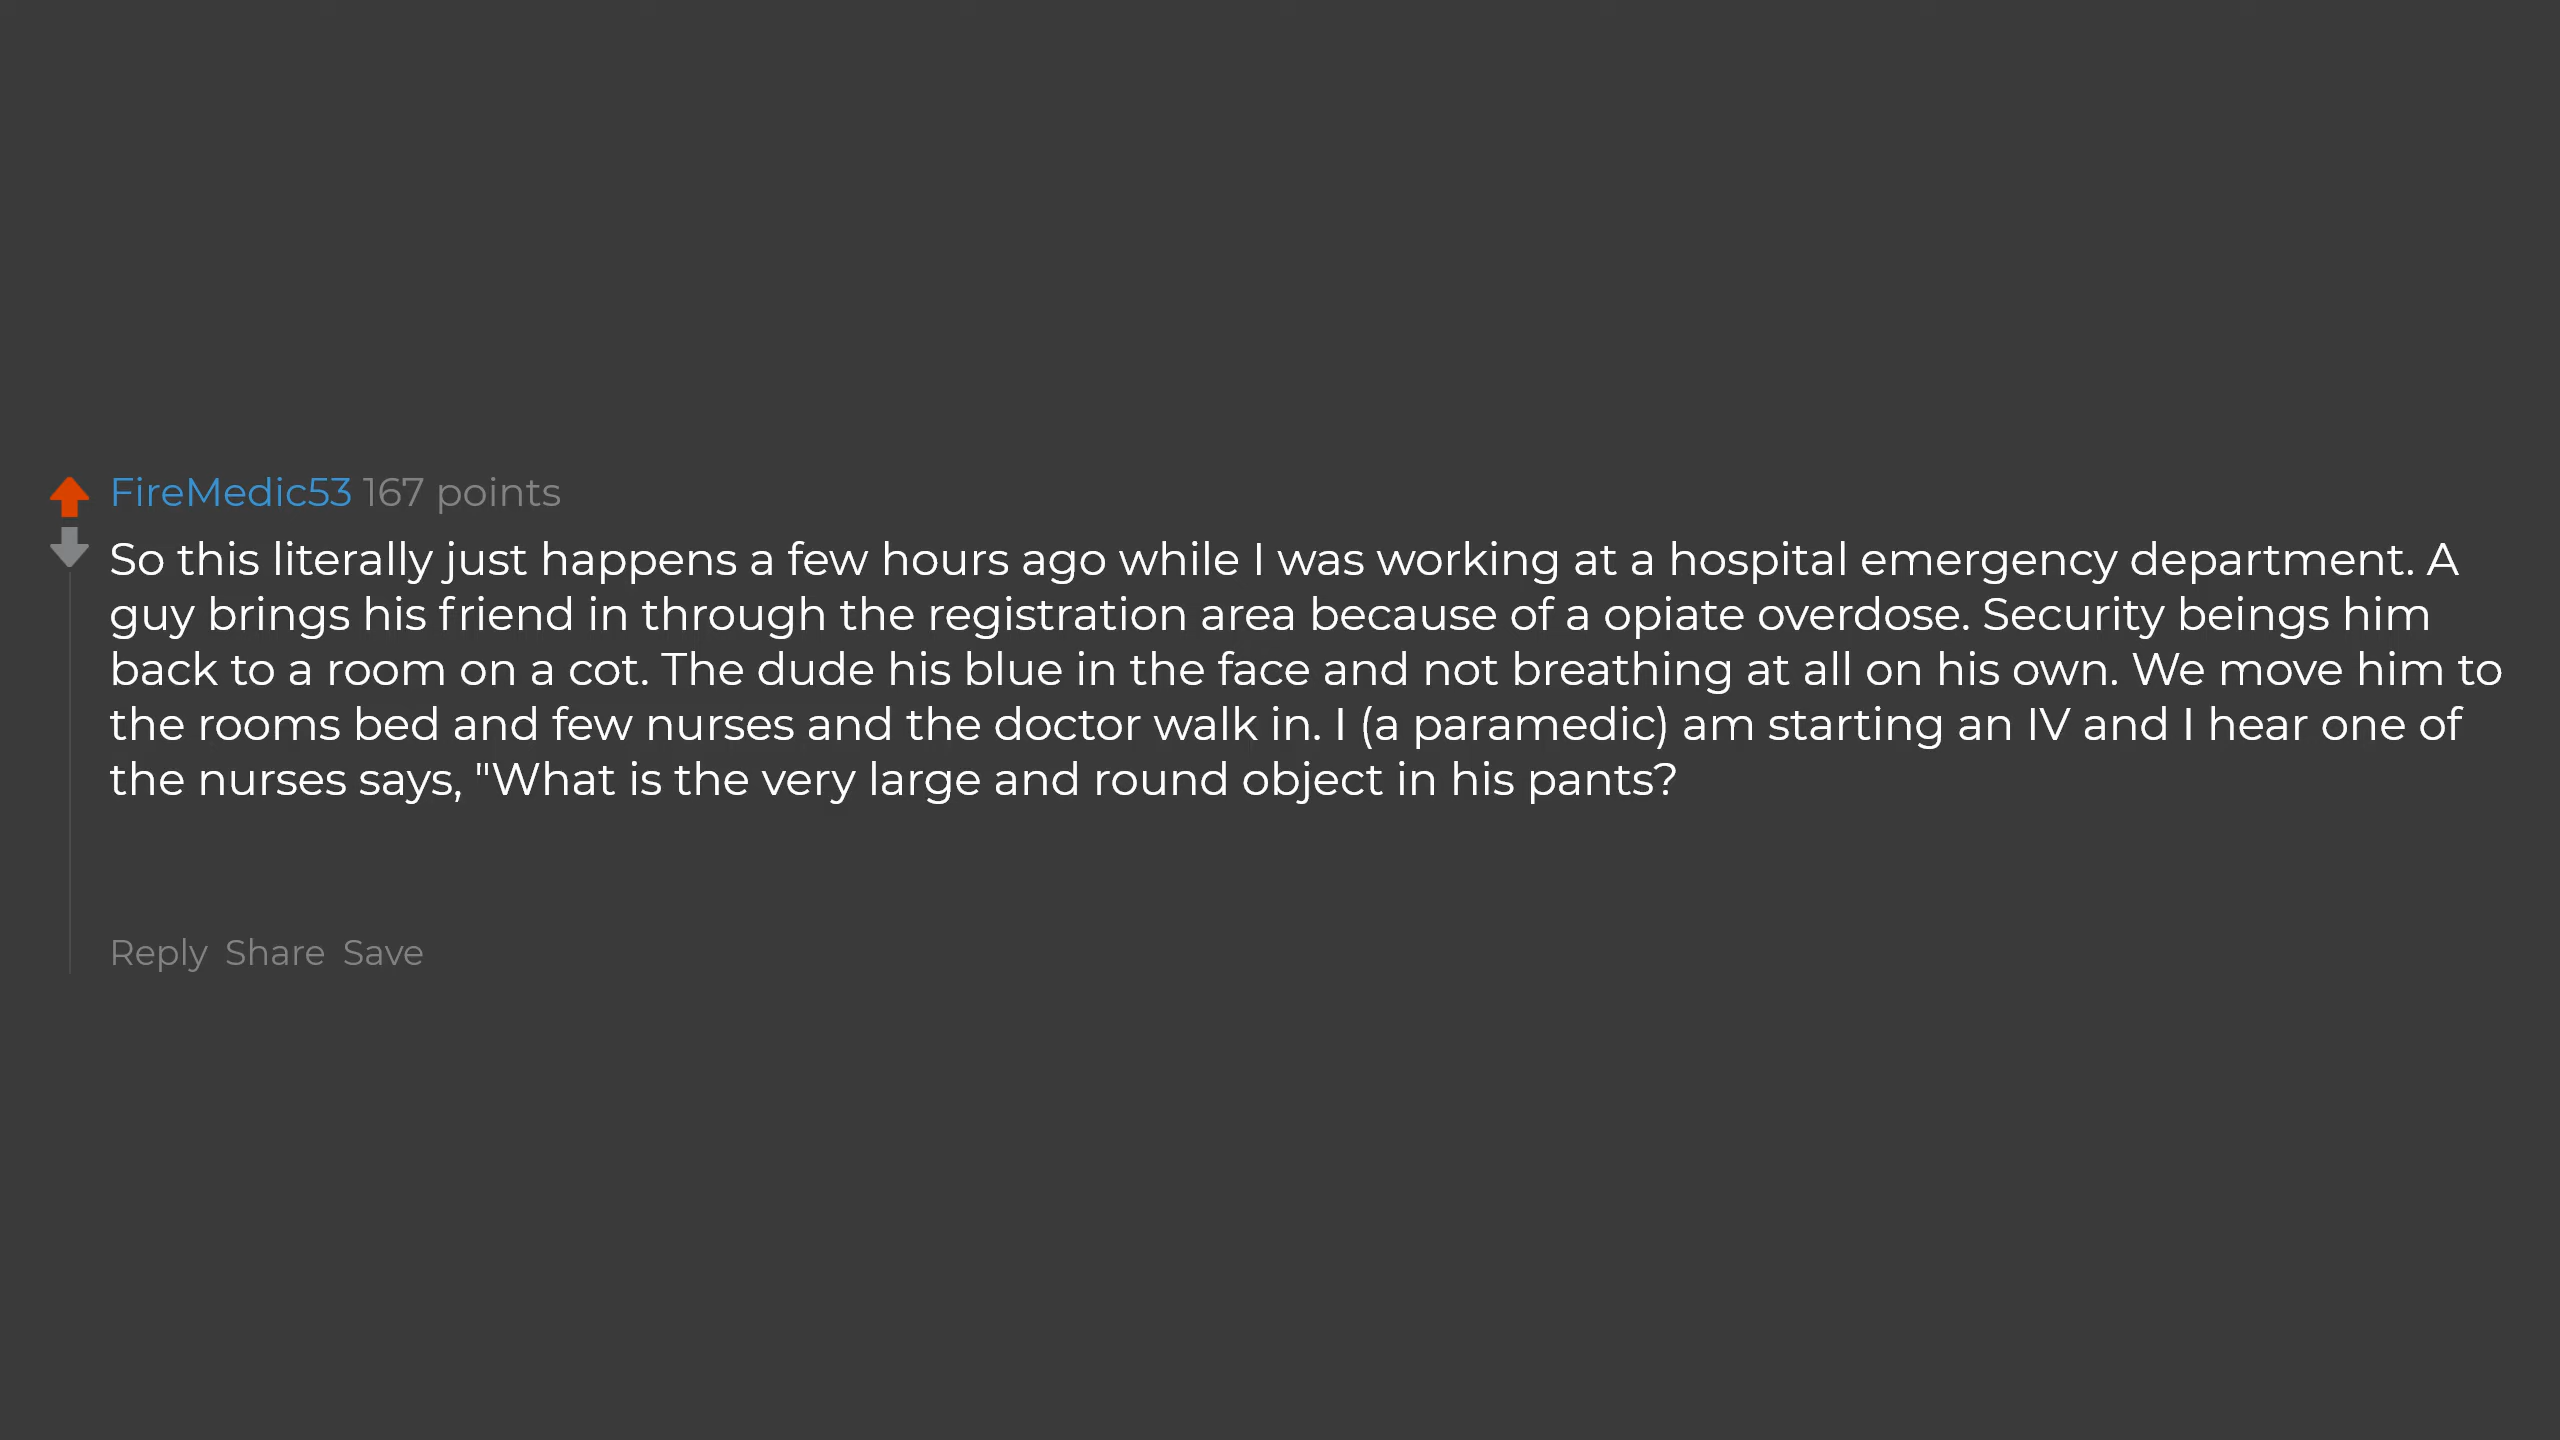 FireMedic53 167 points
So this literally just happens a few hours ago while I was working at a hospital emergency department. A
guy brings his friend in through the registration area because of a opiate overdose. Security beings him
back to a room on a cot. The dude his blue in the face and not breathing at all on his own. We move him to
the rooms bed and few nurses and the doctor walk in. I (a paramedic) am starting an IV and I hear one of
the nurses says, "What is the very large and round object in his pants?
Reply Share Save